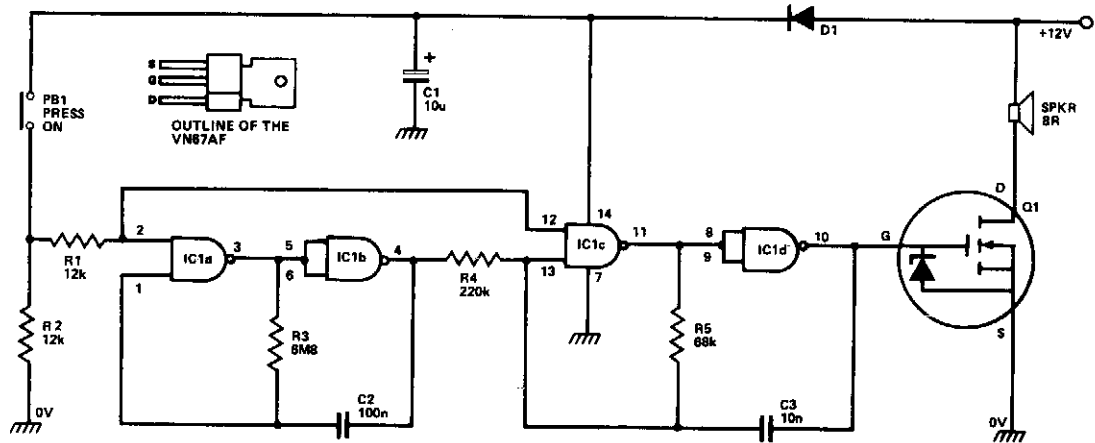 +12V
D1
+
C1
10u
PB1
PRESS
ON
S
G
D
OUTLINE OF THE
VN67AF
SPKR
8R
D
Q1
G
S
0V
R1
12k
R2
12k
0V
2
1
IC1a
3
5
6
IC1b
4
R3
6M8
C2
100n
R4
220k
12
13
14
IC1c
7
11
8
9
IC1d
10
R5
68k
C3
10n